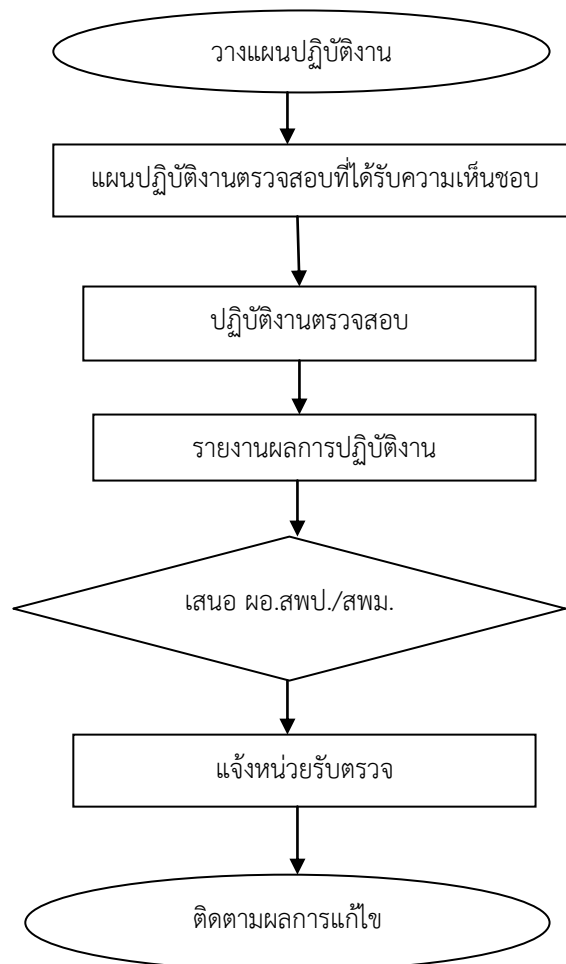 วางแผนปฏิบัติงาน
แผนปฏิบัติงานตรวจสอบที่ได้รับความเห็นชอบ
ปฏิบัติงานตรวจสอบ
รายงานผลการปฏิบัติงาน
เสนอ ผอ.สพป./สพม.
แจ้งหน่วยรับตรวจ
ติดตามผลการแก้ไข